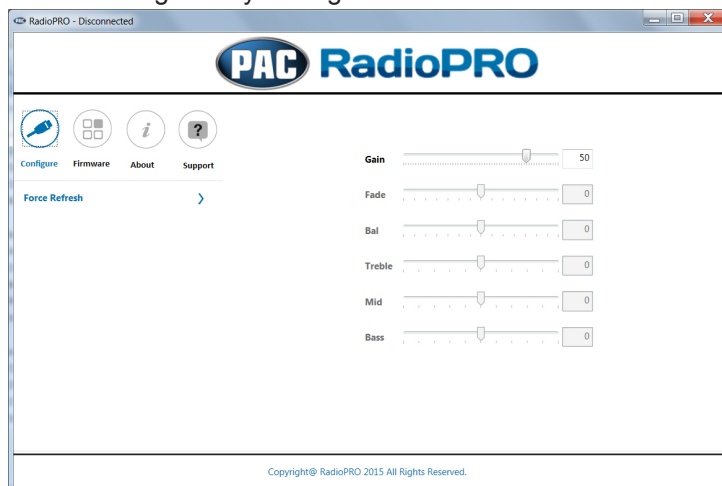 RadioPRO - Disconnected
PAC RadioPRO
Configure Firmware About Support
Force Refresh
Gain 50
Fade 0
Bal 0
Treble 0
Mid 0
Bass 0
Copyright@ RadioPRO 2015 All Rights Reserved.